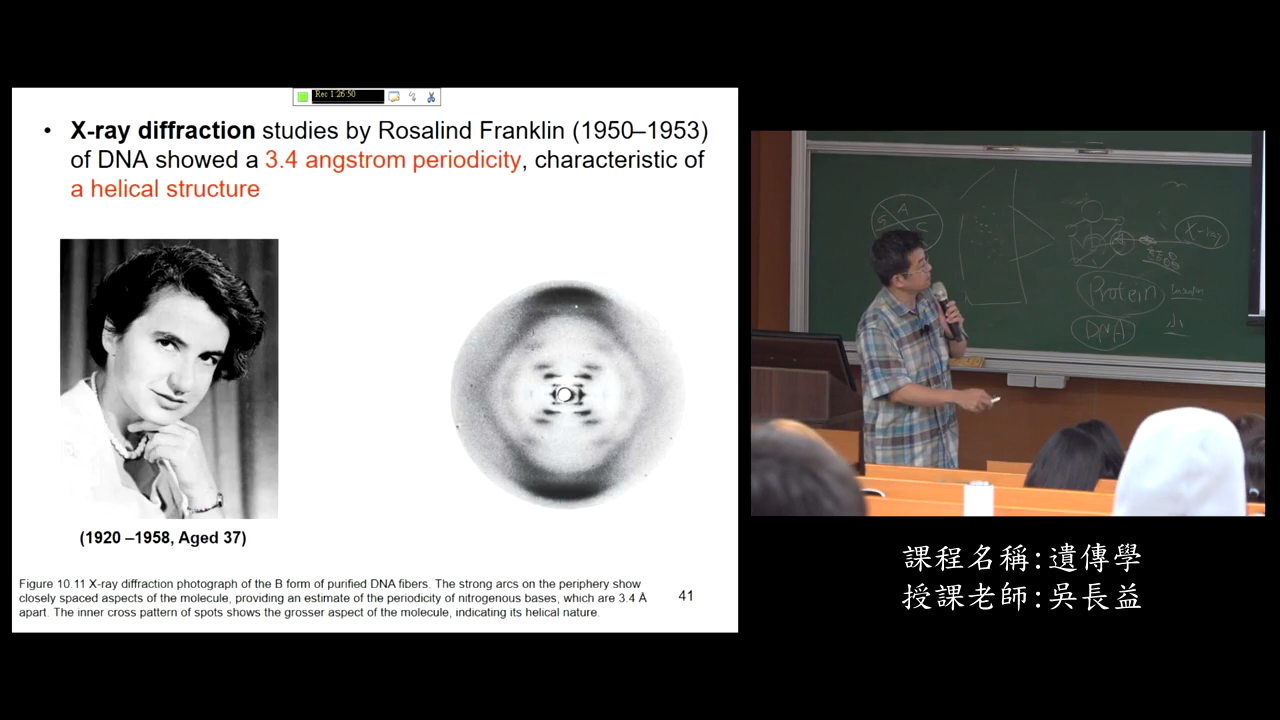 Rec 1:26:50
• X-ray diffraction studies by Rosalind Franklin (1950–1953)
of DNA showed a 3.4 angstrom periodicity, characteristic of
a helical structure
(1920 –1958, Aged 37)
Figure 10.11 X-ray diffraction photograph of the B form of purified DNA fibers. The strong arcs on the periphery show
closely spaced aspects of the molecule, providing an estimate of the periodicity of nitrogenous bases, which are 3.4 Å
apart. The inner cross pattern of spots shows the grosser aspect of the molecule, indicating its helical nature.
41
A
G
C
X-ray
Protein
DNA
小
課程名稱:遺傳學
授課老師:吳長益